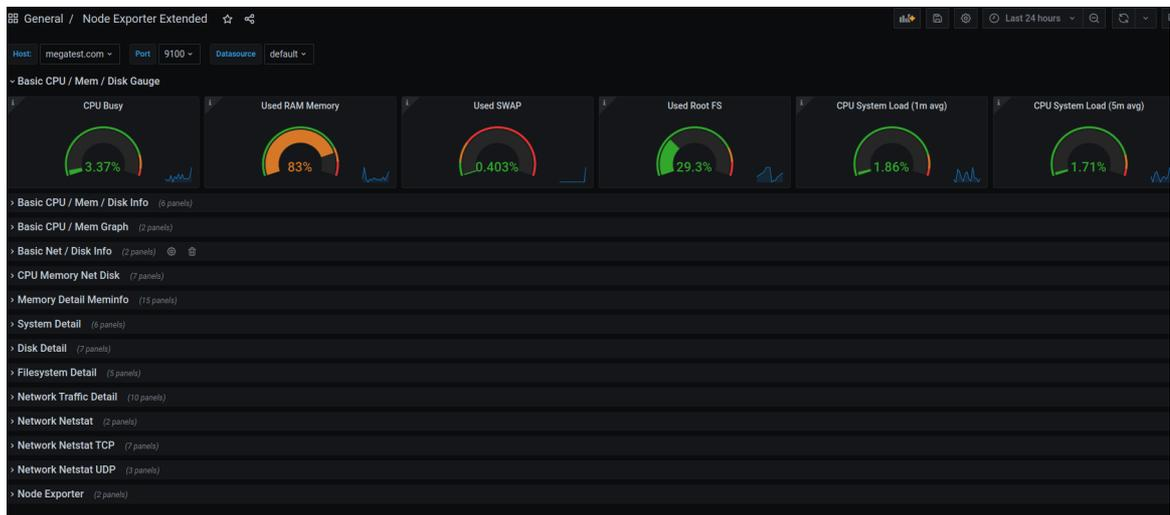 General / Node Exporter Extended Last 24 hours
Host: megatest.com Port 9100 Datasource default
Basic CPU / Mem / Disk Gauge
CPU Busy Used RAM Memory Used SWAP Used Root FS CPU System Load (1m avg) CPU System Load (5m avg)
3.37% 83% 0.403% 29.3% 1.86% 1.71%
Basic CPU / Mem / Disk Info (6 panels)
Basic CPU / Mem Graph (2 panels)
Basic Net / Disk Info (2 panels)
CPU Memory Net Disk (7 panels)
Memory Detail Meminfo (15 panels)
System Detail (6 panels)
Disk Detail (7 panels)
Filesystem Detail (5 panels)
Network Traffic Detail (10 panels)
Network Netstat (2 panels)
Network Netstat TCP (7 panels)
Network Netstat UDP (3 panels)
Node Exporter (2 panels)